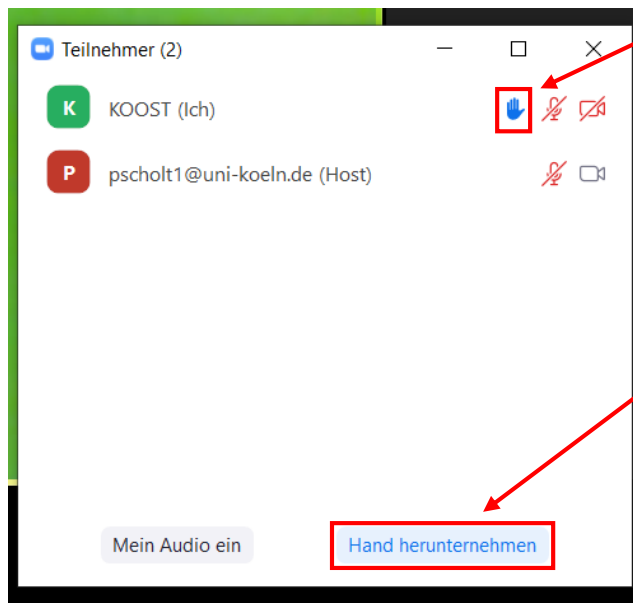 Teilnehmer (2)
K KOOST (Ich)
P pscholt1@uni-koeln.de (Host)
Mein Audio ein Hand herunternehmen